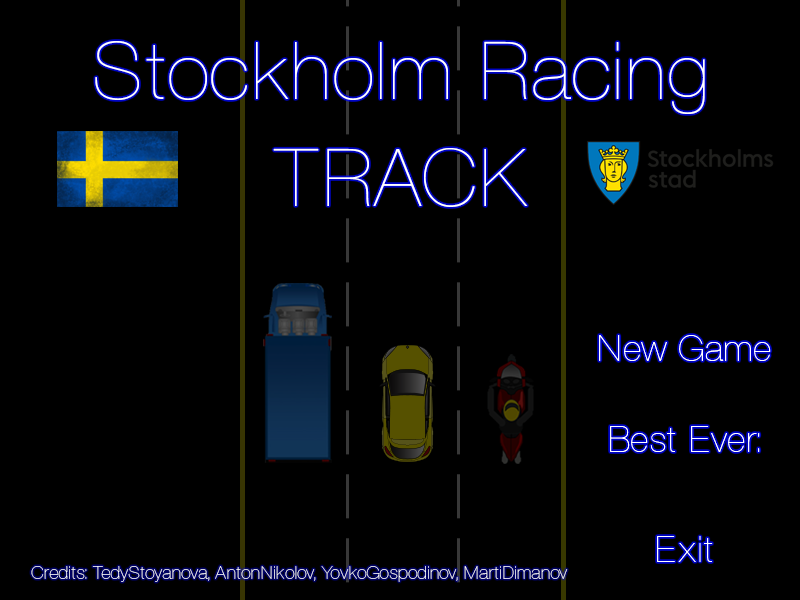 Stockholm Racing
TRACK
Stockholms
stad
New Game
Best Ever:
Exit
Credits: TedyStoyanova, AntonNikolov, YovkoGospodinov, MartiDimanov